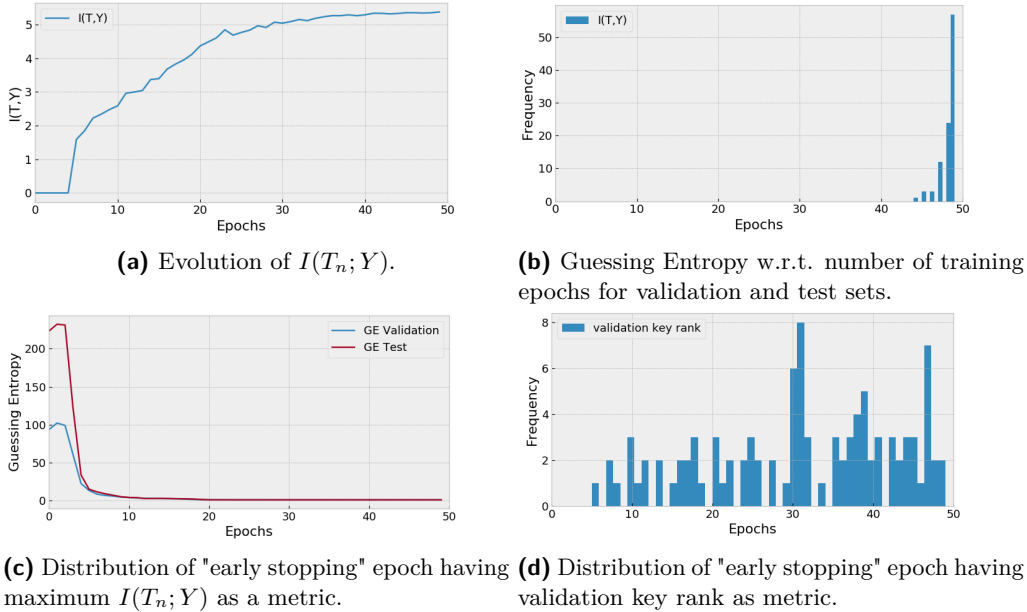 I(T,Y)
5
4
3
2
1
0
I(T,Y)
0 10 20 30 40 50
Epochs
(a) Evolution of I(Tₙ; Y).
I(T,Y)
50
40
30
20
10
0
Frequency
0 10 20 30 40 50
Epochs
(b) Guessing Entropy w.r.t. number of training
epochs for validation and test sets.
GE Validation
GE Test
200
150
100
50
0
Guessing Entropy
0 10 20 30 40 50
Epochs
(c) Distribution of "early stopping" epoch having
maximum I(Tₙ; Y) as a metric.
validation key rank
8
6
4
2
0
Frequency
0 10 20 30 40 50
Epochs
(d) Distribution of "early stopping" epoch having
validation key rank as metric.